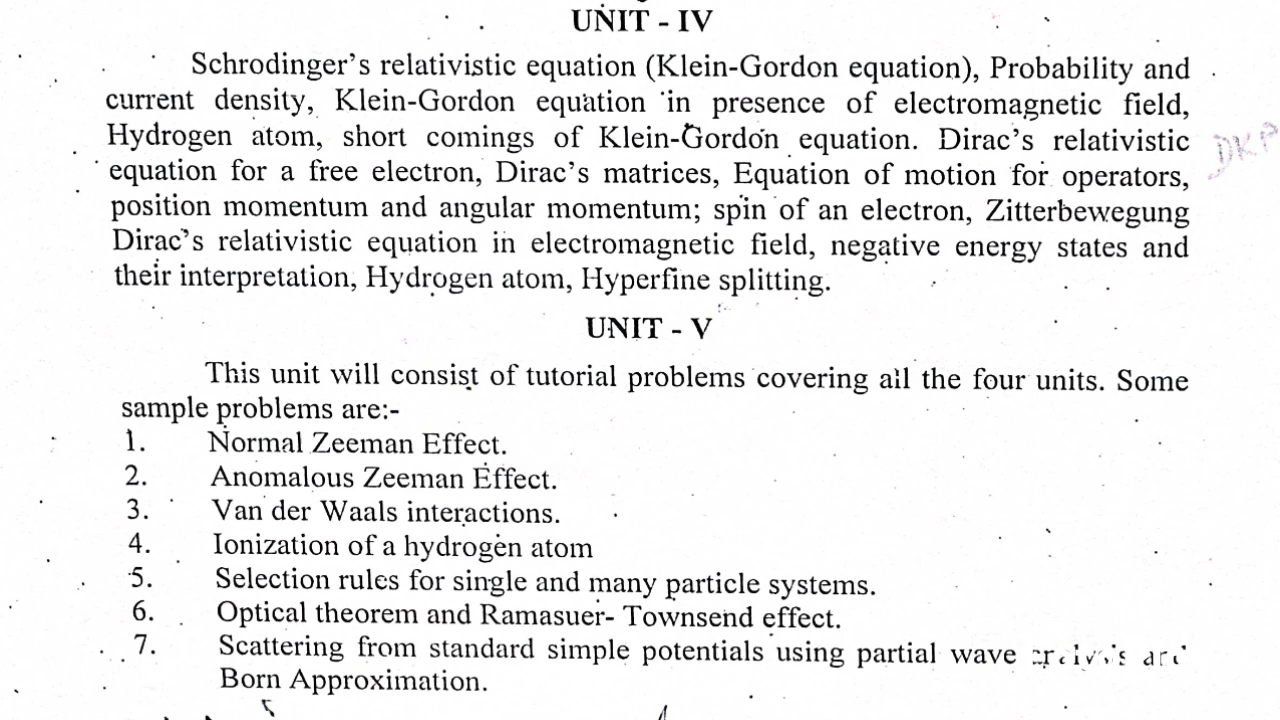 UNIT - IV
Schrodinger's relativistic equation (Klein-Gordon equation), Probability and
current density, Klein-Gordon equation in presence of electromagnetic field,
Hydrogen atom, short comings of Klein-Gordon equation. Dirac's relativistic
DKP
equation for a free electron, Dirac's matrices, Equation of motion for operators,
position momentum and angular momentum; spin of an electron, Zitterbewegung
Dirac's relativistic equation in electromagnetic field, negative energy states and
their interpretation, Hydrogen atom, Hyperfine splitting.
UNIT - V
This unit will consist of tutorial problems covering all the four units. Some
sample problems are:-
1. Normal Zeeman Effect.
2. Anomalous Zeeman Effect.
3. Van der Waals interactions.
4. Ionization of a hydrogen atom
5. Selection rules for single and many particle systems.
6. Optical theorem and Ramasuer- Townsend effect.
7. Scattering from standard simple potentials using partial wave
Born Approximation.